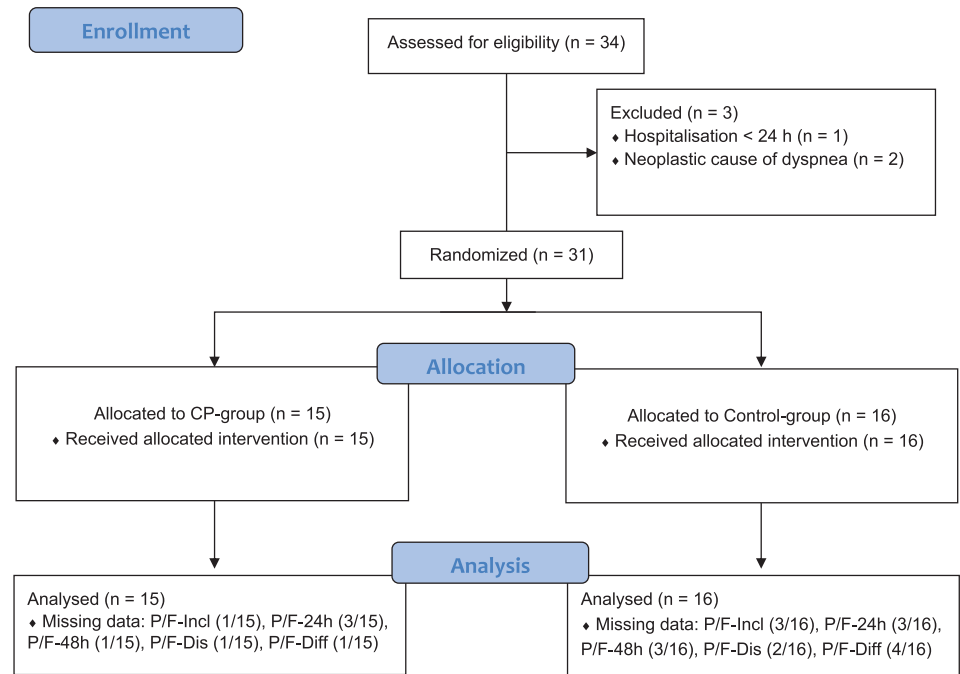 Enrollment
Assessed for eligibility (n = 34)
Excluded (n = 3)
♦ Hospitalisation < 24 h (n = 1)
♦ Neoplastic cause of dyspnea (n = 2)
Randomized (n = 31)
Allocation
Allocated to CP-group (n = 15)
♦ Received allocated intervention (n = 15)
Allocated to Control-group (n = 16)
♦ Received allocated intervention (n = 16)
Analysis
Analysed (n = 15)
♦ Missing data: P/F-Incl (1/15), P/F-24h (3/15),
P/F-48h (1/15), P/F-Dis (1/15), P/F-Diff (1/15)
Analysed (n = 16)
♦ Missing data: P/F-Incl (3/16), P/F-24h (3/16),
P/F-48h (3/16), P/F-Dis (2/16), P/F-Diff (4/16)